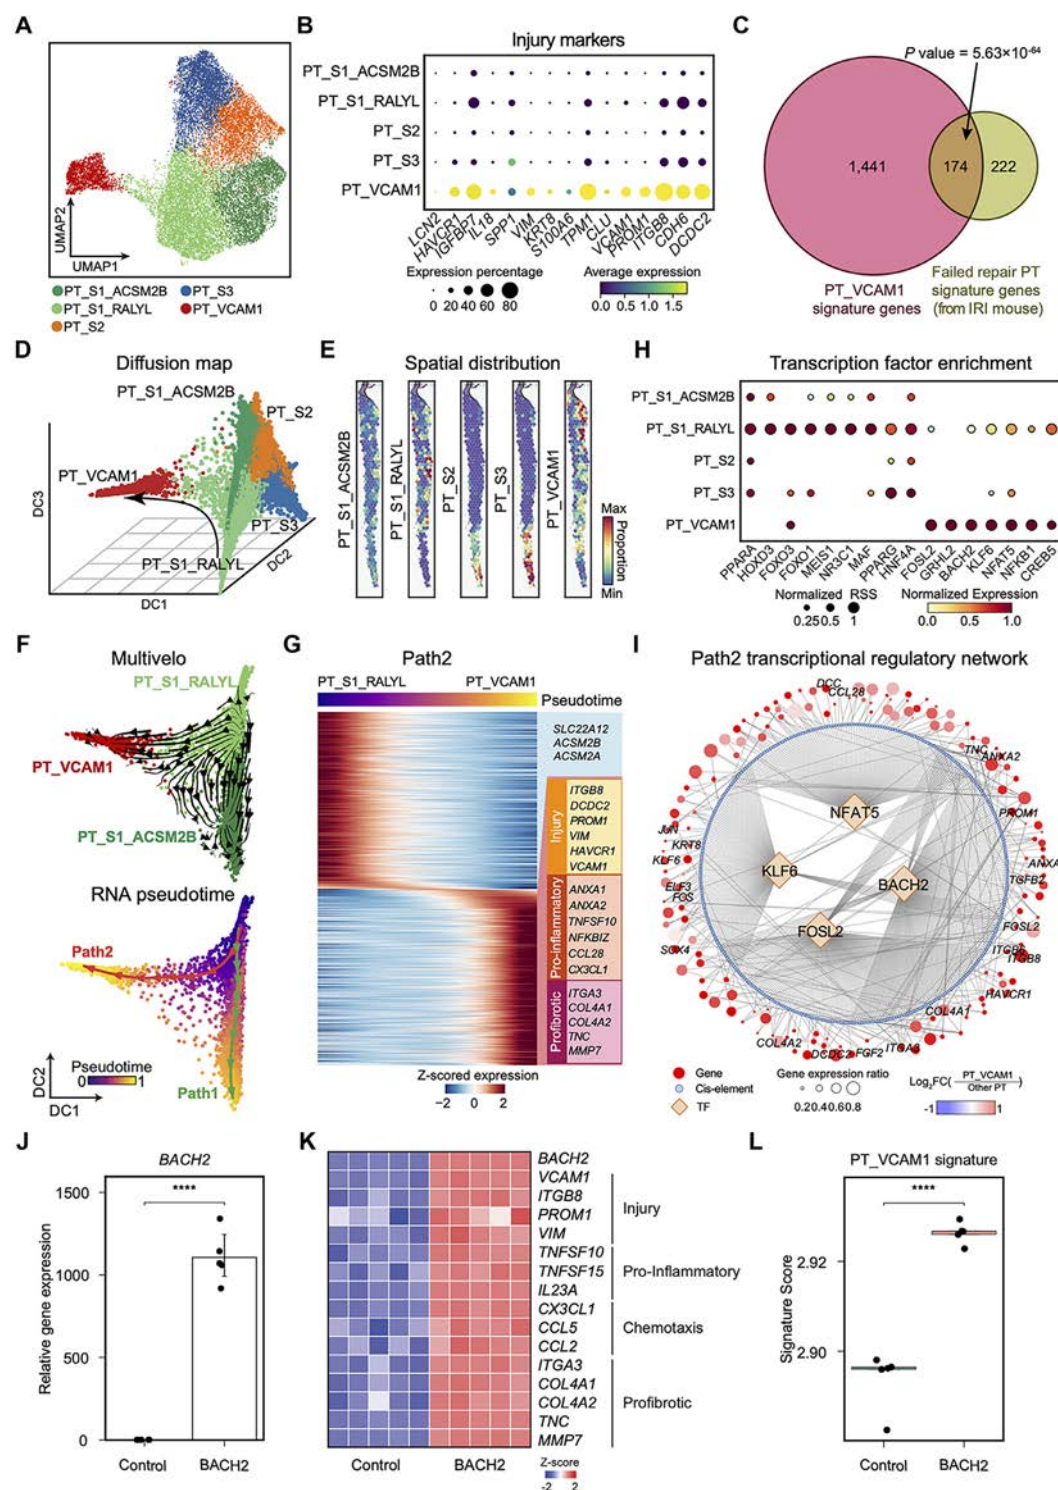 A
UMAP2
UMAP1
PT_S1_ACSM2B
PT_S3
PT_S1_RALYL
PT_VCAM1
PT_S2
B
Injury markers
PT_S1_ACSM2B
PT_S1_RALYL
PT_S2
PT_S3
PT_VCAM1
LCN2
HAVCR1
IGFBP7
IL18
SPP1
VIM
KRT8
S100A6
TPM1
CLU
VCAM1
PROM1
ITGB8
CDH6
DCDC2
Expression percentage
0 20 40 60 80
Average expression
0.0 0.5 1.0 1.5
C
P value = 5.63×10⁻⁶⁴
1,441
174
222
PT_VCAM1
signature genes
Failed repair PT
signature genes
(from IRI mouse)
D
Diffusion map
PT_S1_ACSM2B
PT_S2
PT_VCAM1
PT_S3
PT_S1_RALYL
DC3
DC2
DC1
E
Spatial distribution
PT_S1_ACSM2B
PT_S1_RALYL
PT_S2
PT_S3
PT_VCAM1
Max
Proportion
Min
H
Transcription factor enrichment
PT_S1_ACSM2B
PT_S1_RALYL
PT_S2
PT_S3
PT_VCAM1
PPARA
HOXD3
FOXO3
FOXO1
MEIS1
NR3C1
MAF
PPARG
HNF4A
FOSL2
GRHL2
BACH2
KLF6
NFAT5
NFKB1
CREB5
Normalized RSS
0.25 0.5 1
Normalized Expression
0.0 0.5 1.0
F
Multivelo
PT_S1_RALYL
PT_VCAM1
PT_S1_ACSM2B
RNA pseudotime
Path2
Pseudotime
0 1
Path1
DC2
DC1
G
Path2
PT_S1_RALYL PT_VCAM1
Pseudotime
SLC22A12
ACSM2B
ACSM2A
Injury
ITGB8
DCDC2
PROM1
VIM
HAVCR1
VCAM1
Pro-inflammatory
ANXA1
ANXA2
TNFSF10
NFKBIZ
CCL28
CX3CL1
Profibrotic
ITGA3
COL4A1
COL4A2
TNC
MMP7
Z-scored expression
−2 0 2
I
Path2 transcriptional regulatory network
DCC
CCL28
TNC
ANXA2
PROM1
ANXA
TGFB2
FOSL2
ITGB8
HAVCR1
COL4A1
ITGA3
FGF2
DCDC2
COL4A2
SOX4
FOS
ELF3
KLF6
KRT8
JUN
NFAT5
KLF6
BACH2
FOSL2
Gene
Cis-element
TF
Gene expression ratio
0.20.40.60.8
Log₂FC(PT_VCAM1
Other PT)
-1 1
J
BACH2
****
Relative gene expression
1500
1000
500
0
Control BACH2
K
BACH2
VCAM1
ITGB8
PROM1
VIM
TNFSF10
TNFSF15
IL23A
CX3CL1
CCL5
CCL2
ITGA3
COL4A1
COL4A2
TNC
MMP7
Injury
Pro-Inflammatory
Chemotaxis
Profibrotic
Control BACH2
Z-score
-2 2
L
PT_VCAM1 signature
****
Signature Score
2.92
2.90
Control BACH2